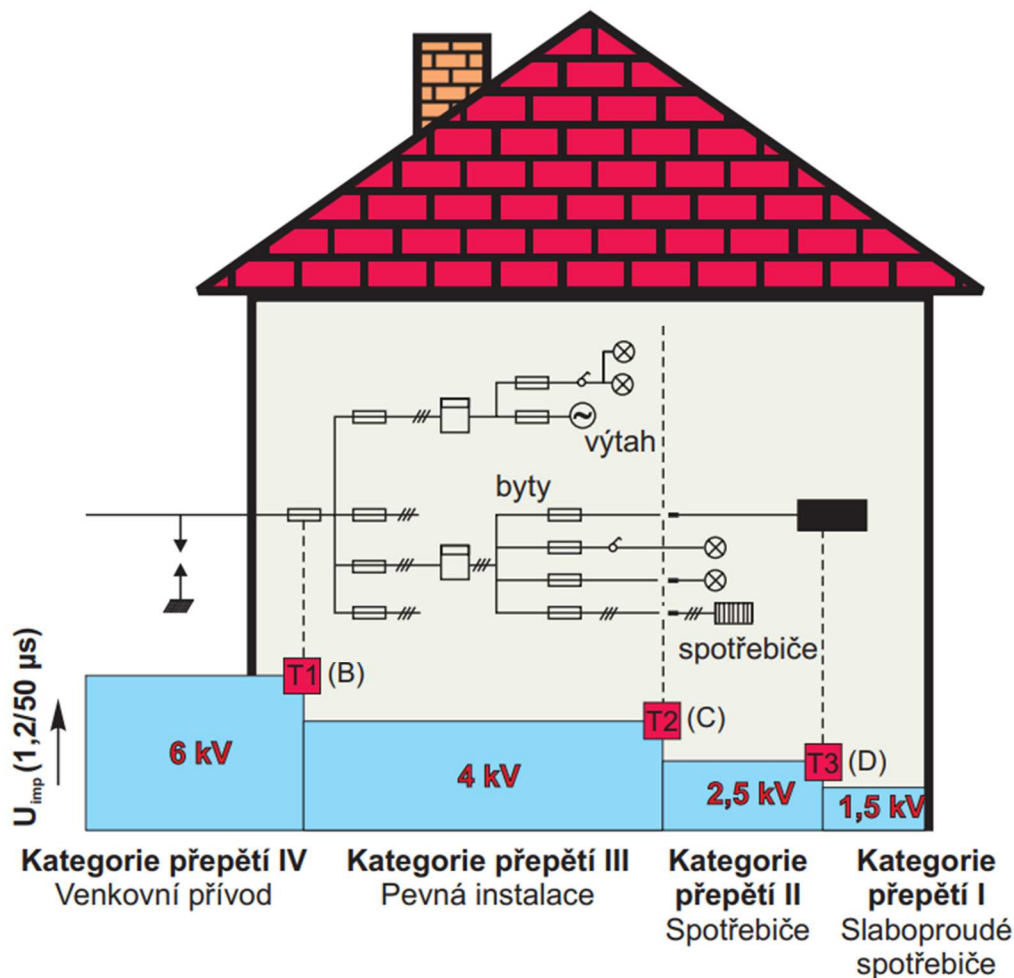 výtah
byty
spotřebiče
T1 (B)
T2 (C)
T3 (D)
U imp (1,2/50 µs)
6 kV
4 kV
2,5 kV
1,5 kV
Kategorie přepětí IV
Venkovní přívod
Kategorie přepětí III
Pevná instalace
Kategorie
přepětí II
Spotřebiče
Kategorie
přepětí I
Slaboproudé
spotřebiče